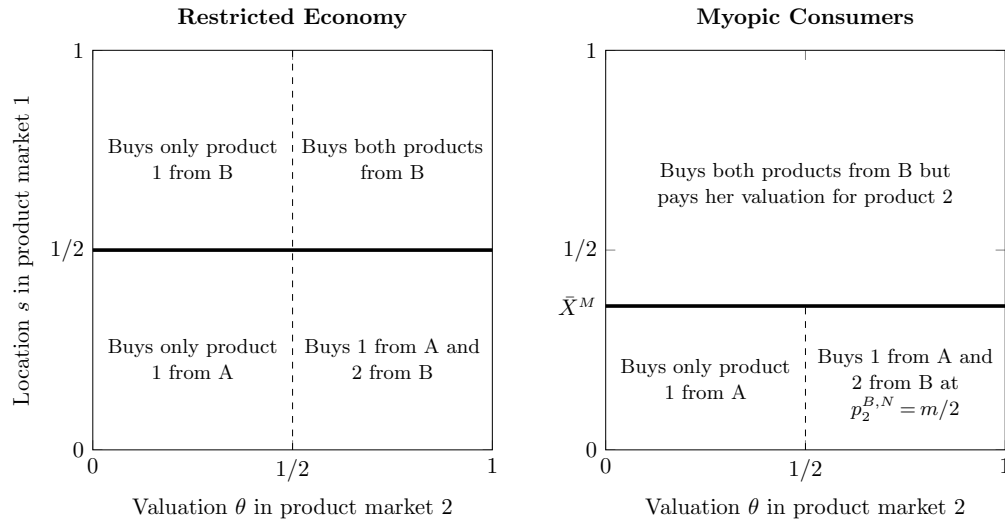 Restricted Economy
Location s in product market 1
1
1/2
0
Buys only product
1 from B
Buys both products
from B
Buys only product
1 from A
Buys 1 from A and
2 from B
0
1/2
1
Valuation θ in product market 2
Myopic Consumers
1
1/2
X̄^M
0
Buys both products from B but
pays her valuation for product 2
Buys only product
1 from A
Buys 1 from A and
2 from B at
p_2^{B,N} = m/2
0
1/2
1
Valuation θ in product market 2